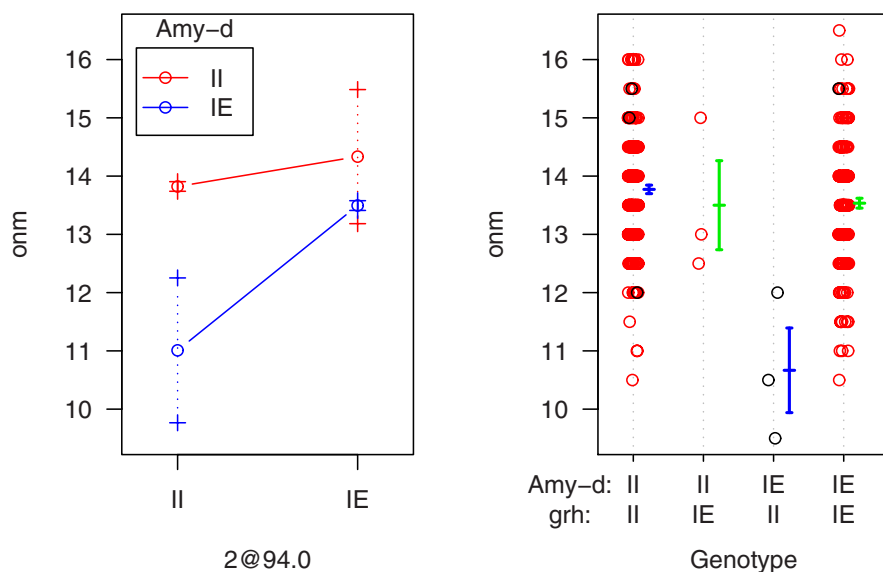 Amy-d
II
IE
onm
16
15
14
13
12
11
10
II IE
2@94.0
onm
16
15
14
13
12
11
10
Amy-d: II II IE IE
grh: II IE II IE
Genotype